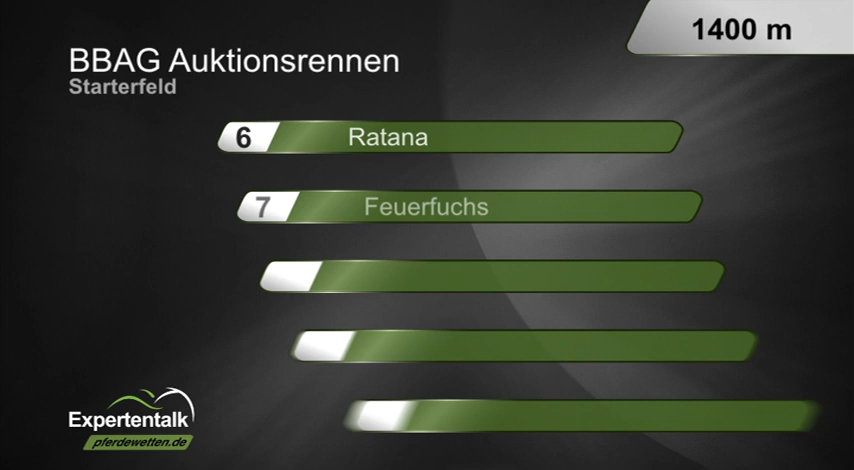 1400 m
BBAG Auktionsrennen
Starterfeld
6 Ratana
7 Feuerfuchs
Expertentalk
pferdewetten.de